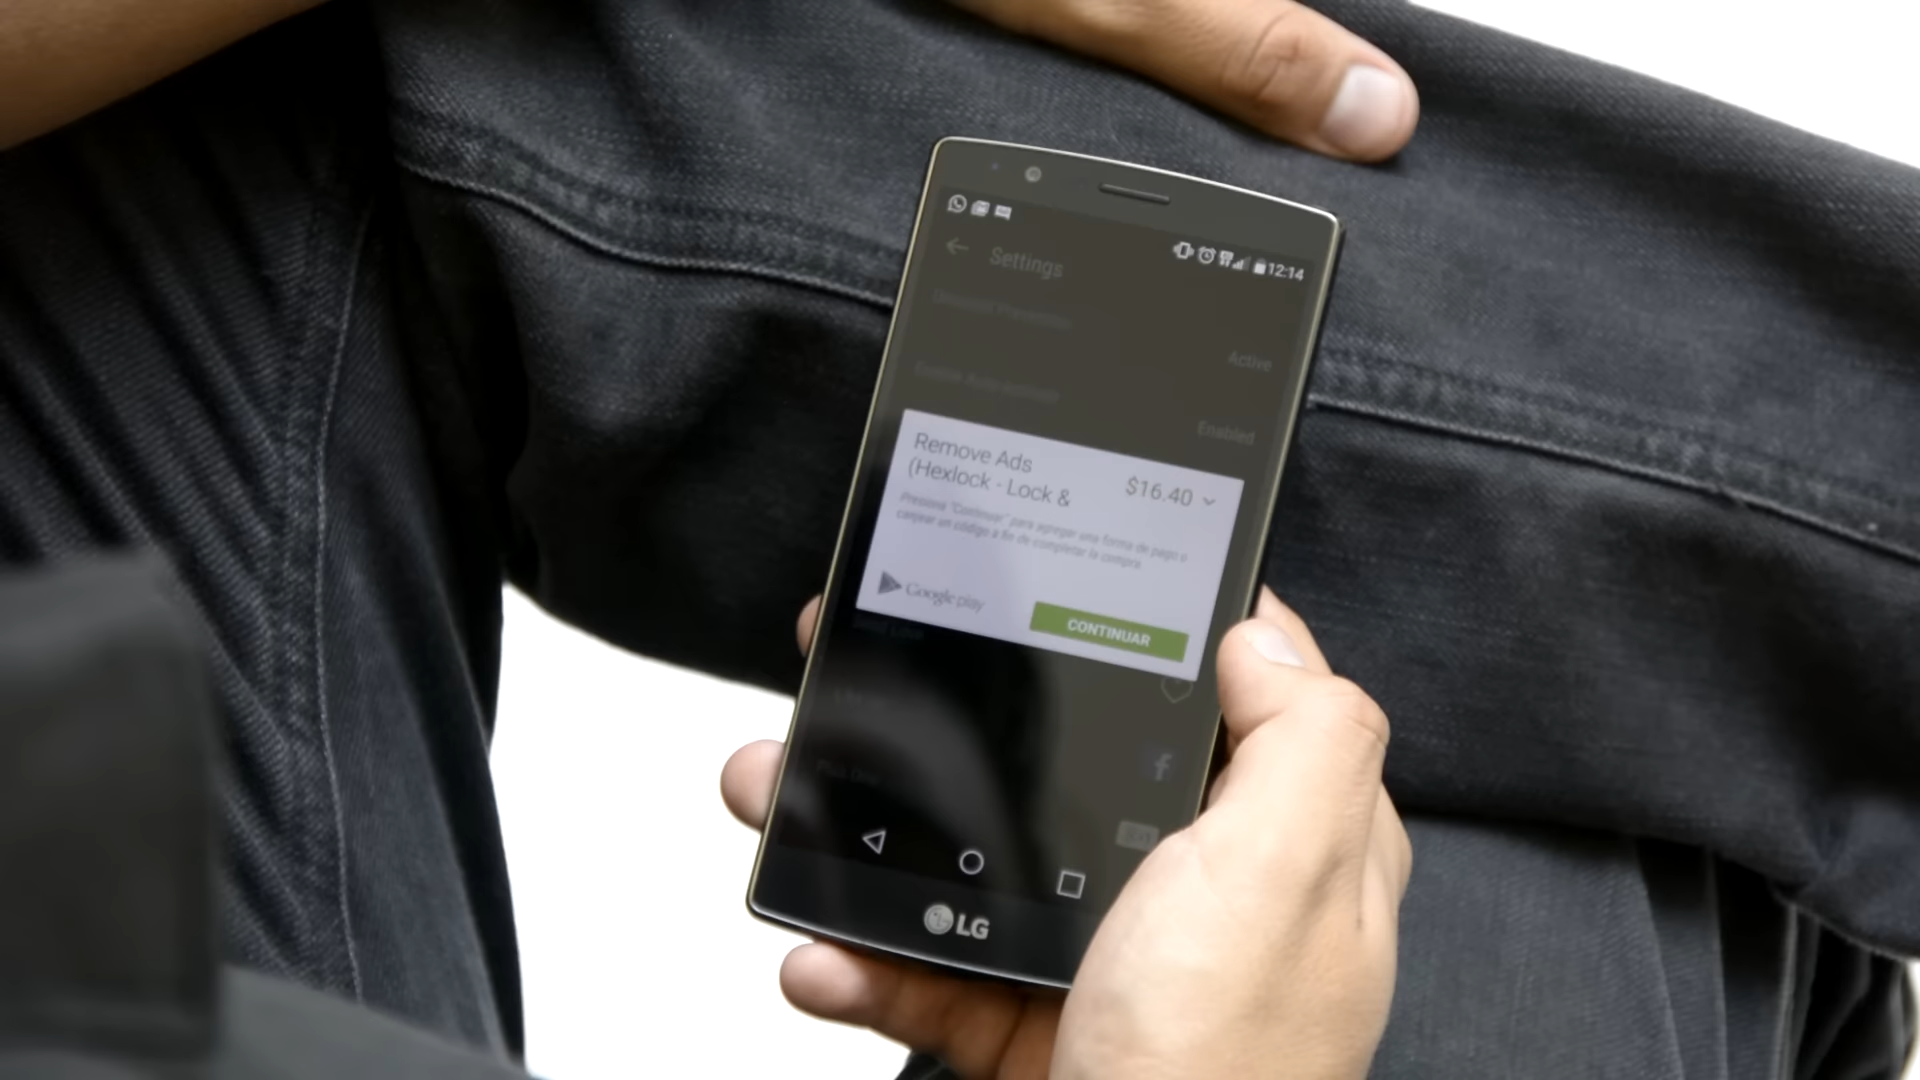 12:14
Settings
Active
Enabled
Remove Ads
(Hexlock - Lock &
$16.40
Presiona "Continuar" para agregar una forma de pago o
canjear un código a fin de completar la compra.
Google play
CONTINUAR
LG